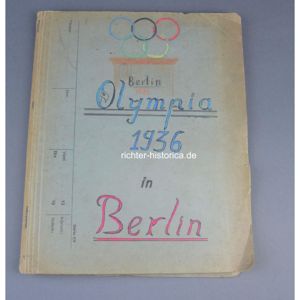 Berlin
Olympia
1936
richter-historica.de
in
Berlin